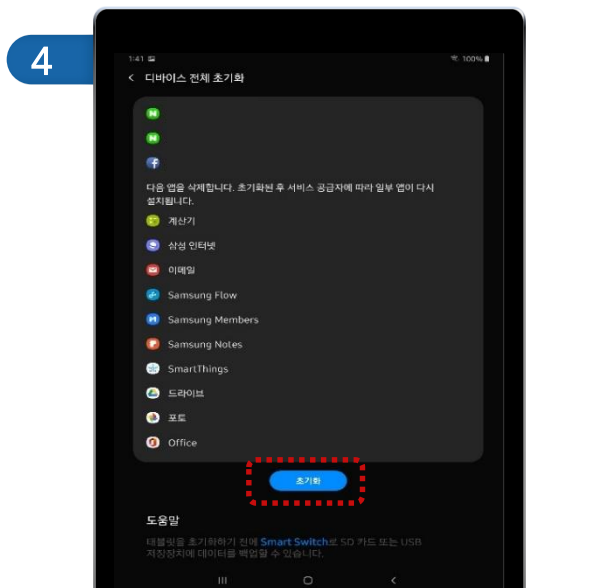 4
1:41
100%
디바이스 전체 초기화
다음 앱을 삭제합니다. 초기화된 후 서비스 공급자에 따라 일부 앱이 다시
설치됩니다.
계산기
삼성 인터넷
이메일
Samsung Flow
Samsung Members
Samsung Notes
SmartThings
드라이브
포토
Office
초기화
도움말
태블릿을 초기화하기 전에 Smart Switch로 SD 카드 또는 USB
저장장치에 데이터를 백업할 수 있습니다.